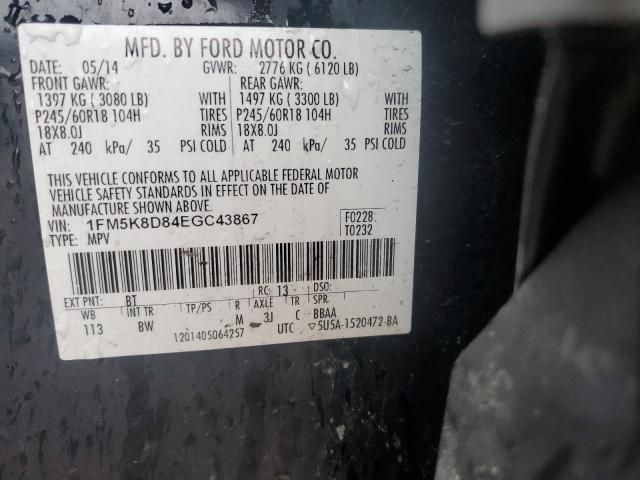 MFD. BY FORD MOTOR CO.
DATE: 05/14 GVWR: 2776 KG ( 6120 LB)
FRONT GAWR: REAR GAWR:
1397 KG ( 3080 LB) WITH 1497 KG ( 3300 LB) WITH
P245/60R18 104H TIRES P245/60R18 104H TIRES
18X8.0J RIMS 18X8.0J RIMS
AT 240 kPa/ 35 PSI COLD AT 240 kPa/ 35 PSI COLD
THIS VEHICLE CONFORMS TO ALL APPLICABLE FEDERAL MOTOR
VEHICLE SAFETY STANDARDS IN EFFECT ON THE DATE OF
MANUFACTURE SHOWN ABOVE.
VIN: 1FM5K8D84EGC43867 F0228
TYPE: MPV T0232
EXT PNT: BT RC: 13 DSO:
WB INT TR TP/PS R AXLE TR SPR
113 BW M 3J C BBAA
1201405064257 UTC ▽5U5A-1520472-BA